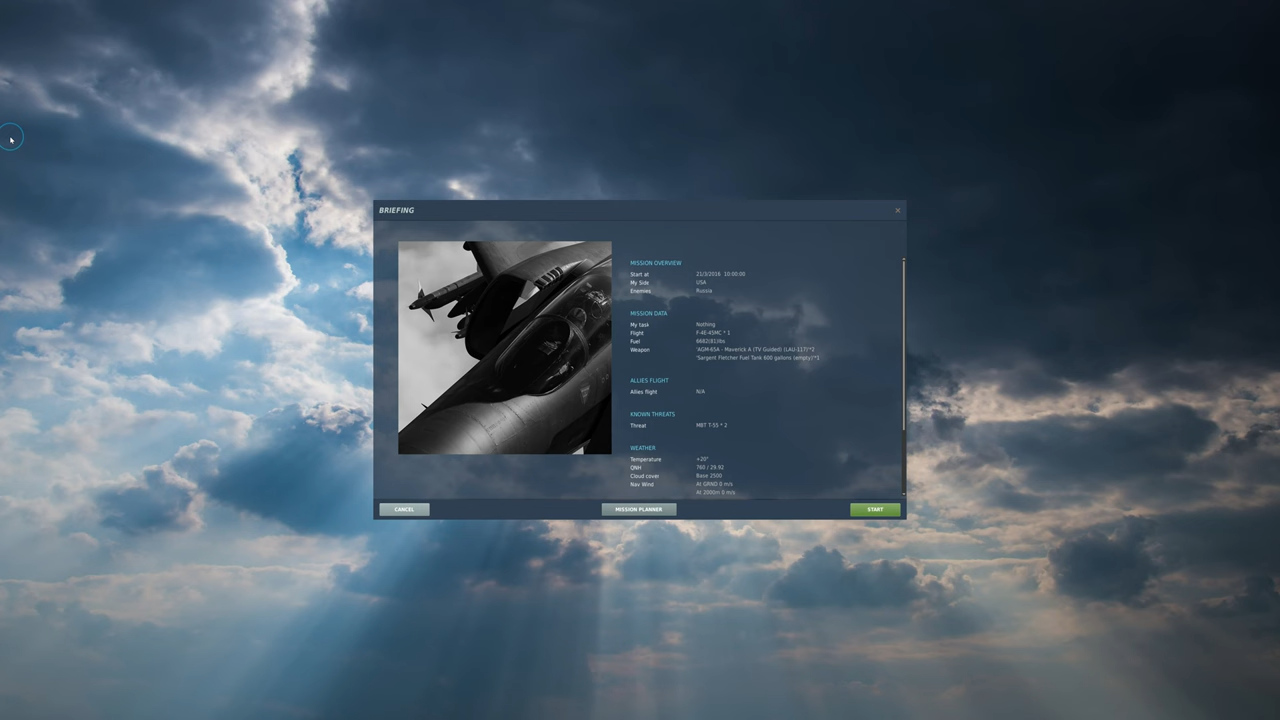 BRIEFING
MISSION OVERVIEW
Start at 21/3/2016 10:00:00
My Side USA
Enemies Russia
MISSION DATA
My task Nothing
Flight F-4E-45MC * 1
Fuel 6682(81)lbs
Weapon 'AGM-65A - Maverick A (TV Guided) (LAU-117)'*2
'Sargent Fletcher Fuel Tank 600 gallons (empty)'*1
ALLIES FLIGHT
Allies flight N/A
KNOWN THREATS
Threat MBT T-55 * 2
WEATHER
Temperature +20°
QNH 760 / 29.92
Cloud cover Base 2500
Nav Wind At GRND 0 m/s
At 2000m 0 m/s
CANCEL MISSION PLANNER START